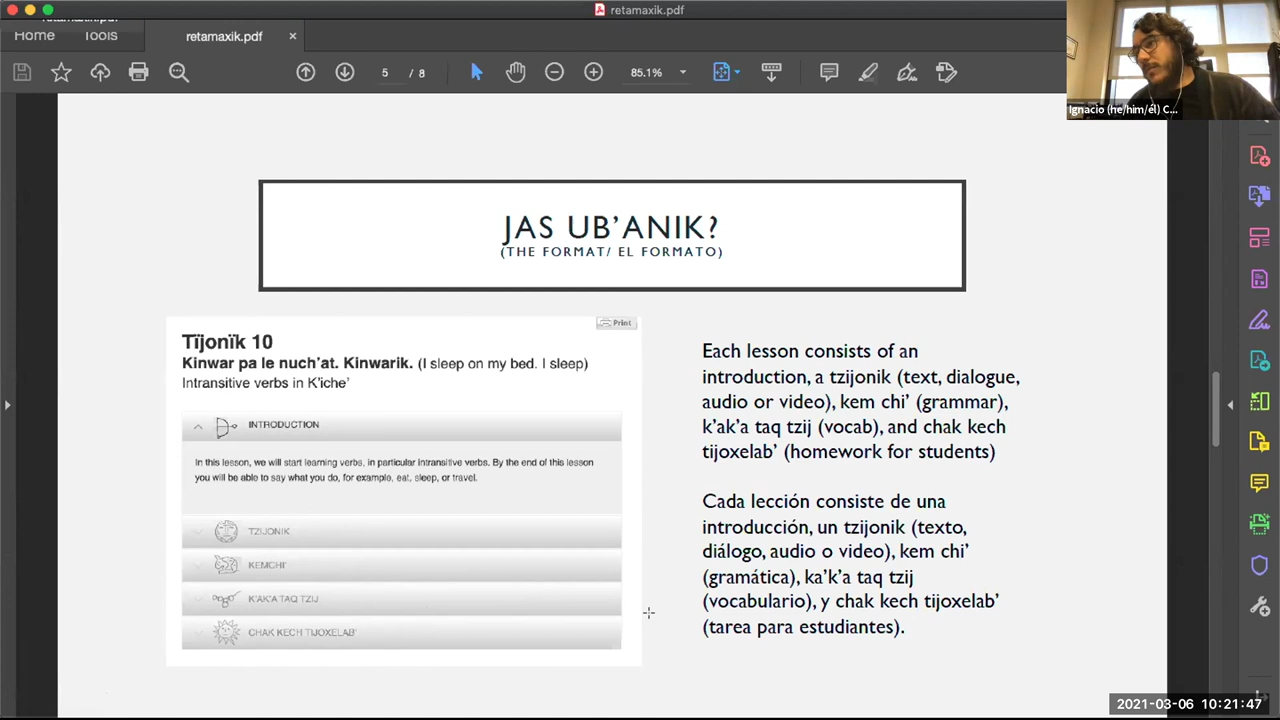 retamaxik.pdf
Home
Tools
retamaxik.pdf
5 / 8
85.1%
Ignacio (he/him/él) C...
JAS UB'ANIK?
(THE FORMAT/ EL FORMATO)
Print
Tïjonïk 10
Kinwar pa le nuch'at. Kinwarik. (I sleep on my bed. I sleep)
Intransitive verbs in K'iche'
INTRODUCTION
In this lesson, we will start learning verbs, in particular intransitive verbs. By the end of this lesson
you will be able to say what you do, for example, eat, sleep, or travel.
TZIJONIK
KEMCHI'
K'AK'A TAQ TZIJ
CHAK KECH TIJOXELAB'
Each lesson consists of an
introduction, a tzijonik (text, dialogue,
audio or video), kem chi' (grammar),
k'ak'a taq tzij (vocab), and chak kech
tijoxelab' (homework for students)
Cada lección consiste de una
introducción, un tzijonik (texto,
diálogo, audio o video), kem chi'
(gramática), ka'k'a taq tzij
(vocabulario), y chak kech tijoxelab'
(tarea para estudiantes).
2021-03-06 10:21:47